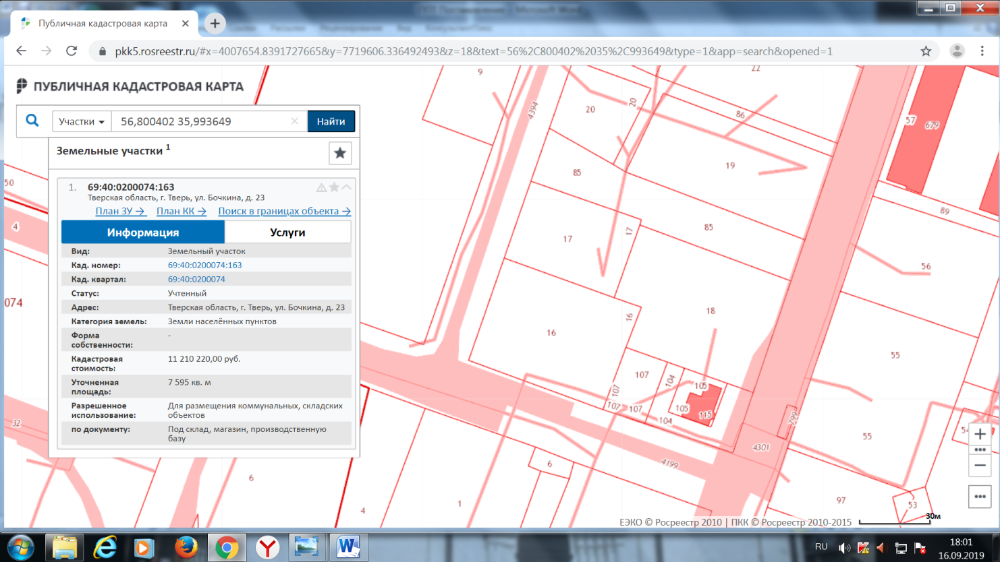 Публичная кадастровая карта
pkk5.rosreestr.ru/#x=4007654.8391727665&y=7719606.336492493&z=18&text=56%2C800402%2035%2C993649&type=1&app=search&opened=1
ПУБЛИЧНАЯ КАДАСТРОВАЯ КАРТА
Участки
56,800402 35,993649
Найти
Земельные участки 1
1. 69:40:0200074:163
Тверская область, г. Тверь, ул. Бочкина, д. 23
План ЗУ → План КК → Поиск в границах объекта →
Информация Услуги
Вид: Земельный участок
Кад. номер: 69:40:0200074:163
Кад. квартал: 69:40:0200074
Статус: Учтенный
Адрес: Тверская область, г. Тверь, ул. Бочкина, д. 23
Категория земель: Земли населённых пунктов
Форма
собственности: -
Кадастровая
стоимость: 11 210 220,00 руб.
Уточненная
площадь: 7 595 кв. м
Разрешенное
использование: Для размещения коммунальных, складских
объектов
по документу: Под склад, магазин, производственную
базу
50
4
074
32
6
4
1
6
9
4394
20
20
22
86
19
85
85
17
17
16
16
18
107
107
107
107
104
104
105
105
115
4199
4301
799
57
679
89
56
55
55
54
97
53
30м
ЕЭКО © Росреестр 2010 | ПКК © Росреестр 2010-2015
RU
18:01
16.09.2019